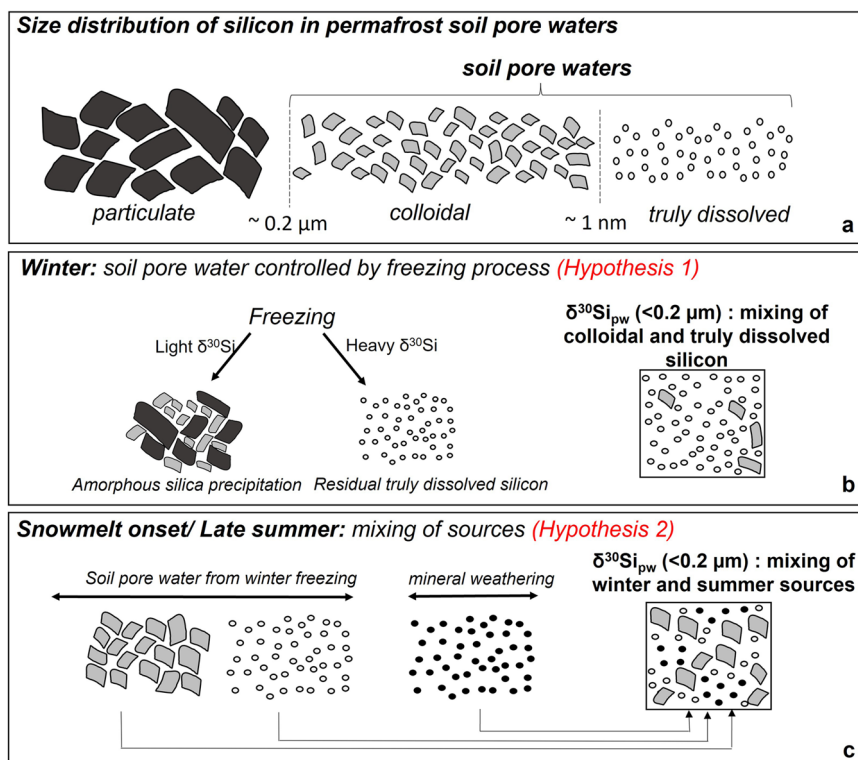 Size distribution of silicon in permafrost soil pore waters
soil pore waters
particulate
~ 0.2 µm
colloidal
~ 1 nm
truly dissolved
a
Winter: soil pore water controlled by freezing process (Hypothesis 1)
Freezing
Light δ³⁰Si
Heavy δ³⁰Si
Amorphous silica precipitation
Residual truly dissolved silicon
δ³⁰Siₚw (<0.2 µm) : mixing of
colloidal and truly dissolved
silicon
b
Snowmelt onset/ Late summer: mixing of sources (Hypothesis 2)
Soil pore water from winter freezing
mineral weathering
δ³⁰Siₚw (<0.2 µm) : mixing of
winter and summer sources
c